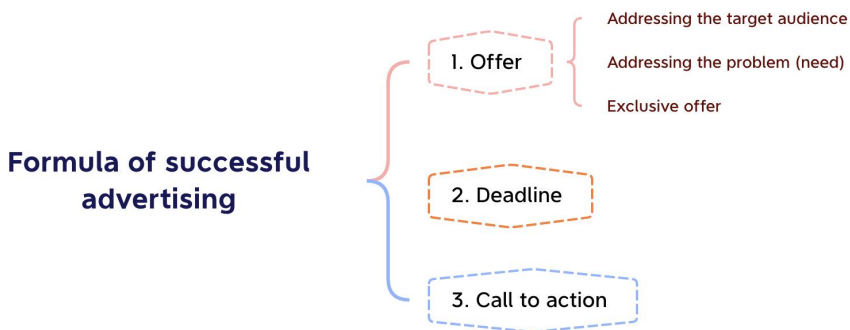 Formula of successful
advertising
1. Offer
Addressing the target audience
Addressing the problem (need)
Exclusive offer
2. Deadline
3. Call to action